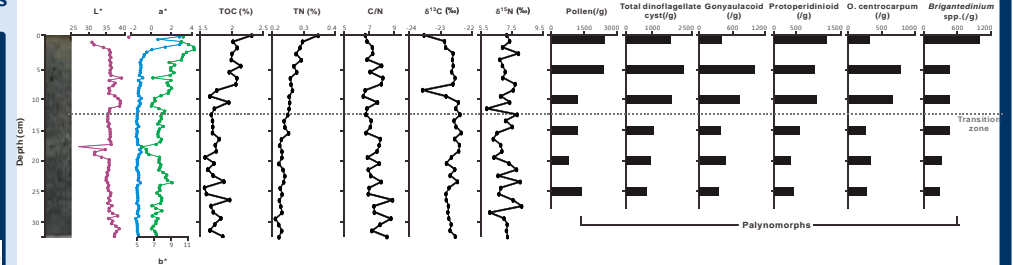 L* a* TOC (%) TN (%) C/N δ¹³C (‰) δ¹⁵N (‰) Pollen(/g) Total dinoflagellate cyst(/g) Gonyaulacoid (/g) Protoperidinioid (/g) O. centrocarpum (/g) Brigantedinium spp.(/g)
25 30 35 40 -2 0 2 4 1.5 2 2.5 0.2 0.3 0.4 5 7 9 -24 -23 -22 -21 5.5 7.5 9.5 0 1500 3000 0 1000 2500 0 500 1000 0 500 1500 0 500 1000 0 600 1200
0
5
10
15
20
25
30
Depth (cm)
Transition
zone
5 7 9 11
b*
Palynomorphs